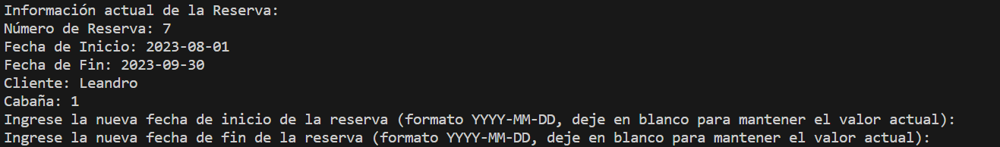 Información actual de la Reserva:
Número de Reserva: 7
Fecha de Inicio: 2023-08-01
Fecha de Fin: 2023-09-30
Cliente: Leandro
Cabaña: 1
Ingrese la nueva fecha de inicio de la reserva (formato YYYY-MM-DD, deje en blanco para mantener el valor actual):
Ingrese la nueva fecha de fin de la reserva (formato YYYY-MM-DD, deje en blanco para mantener el valor actual):